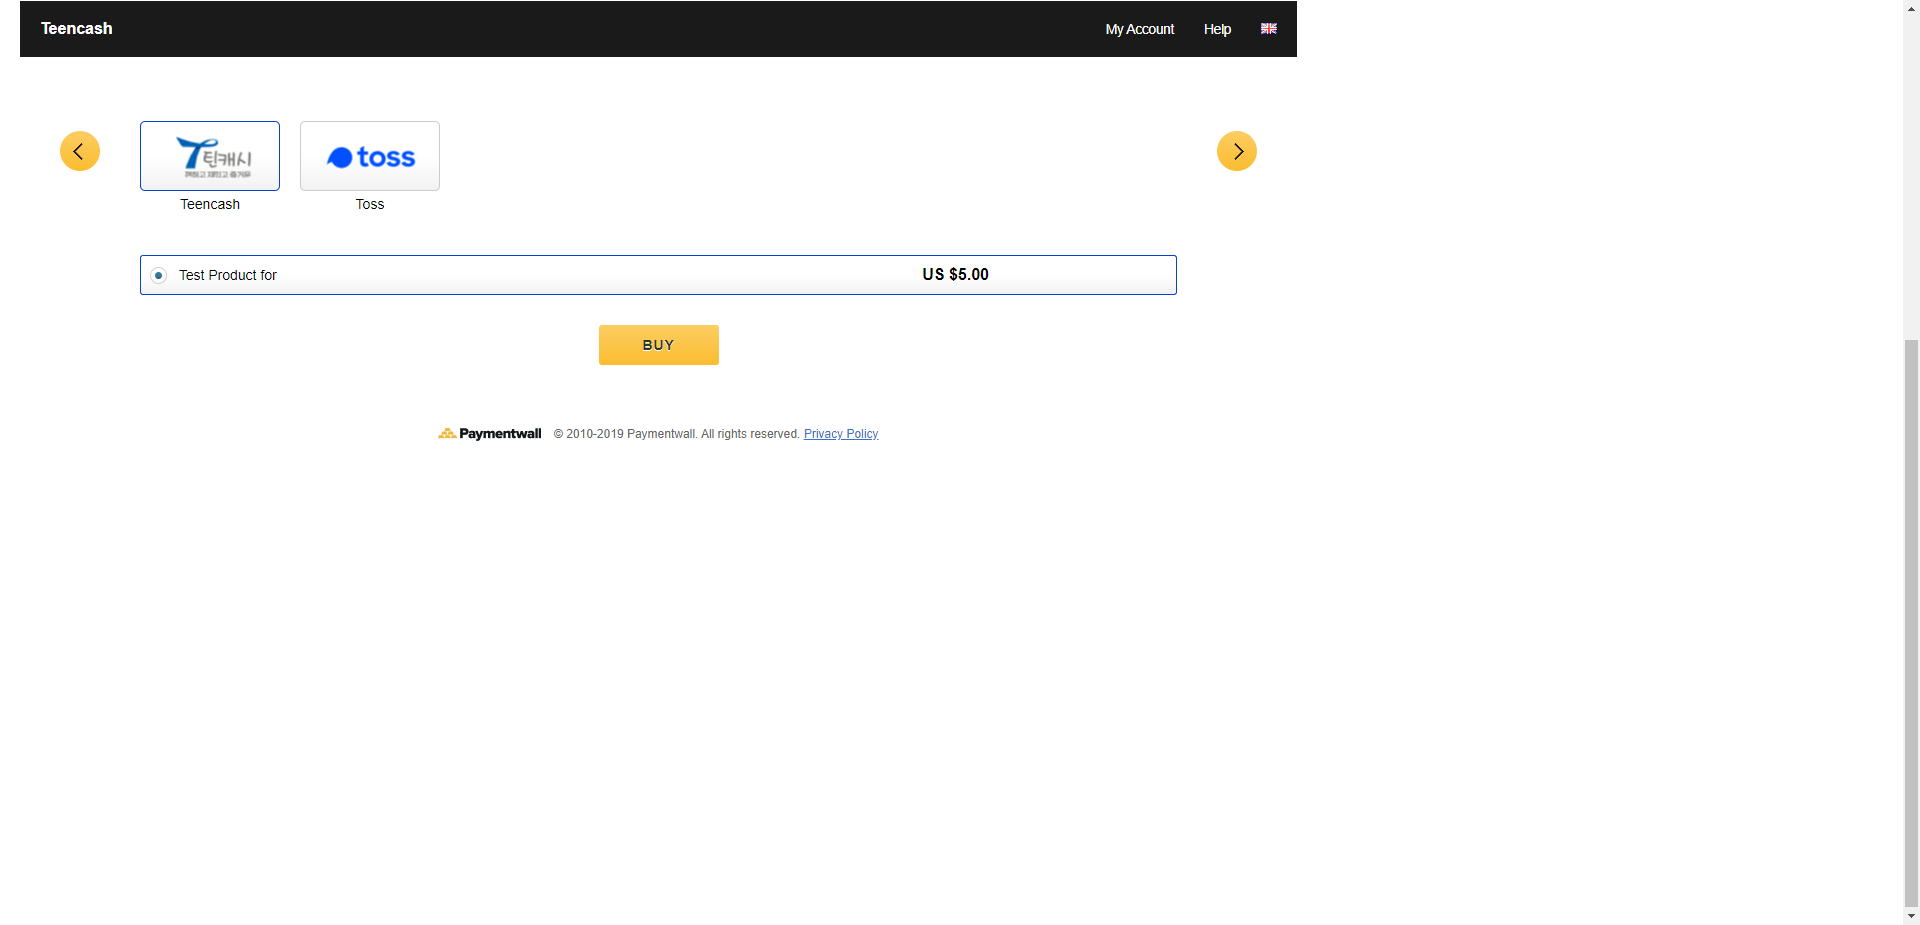 Teencash
My Account
Help
틴캐시
toss
Teencash
Toss
Test Product for
US $5.00
BUY
Paymentwall
© 2010-2019 Paymentwall. All rights reserved. Privacy Policy